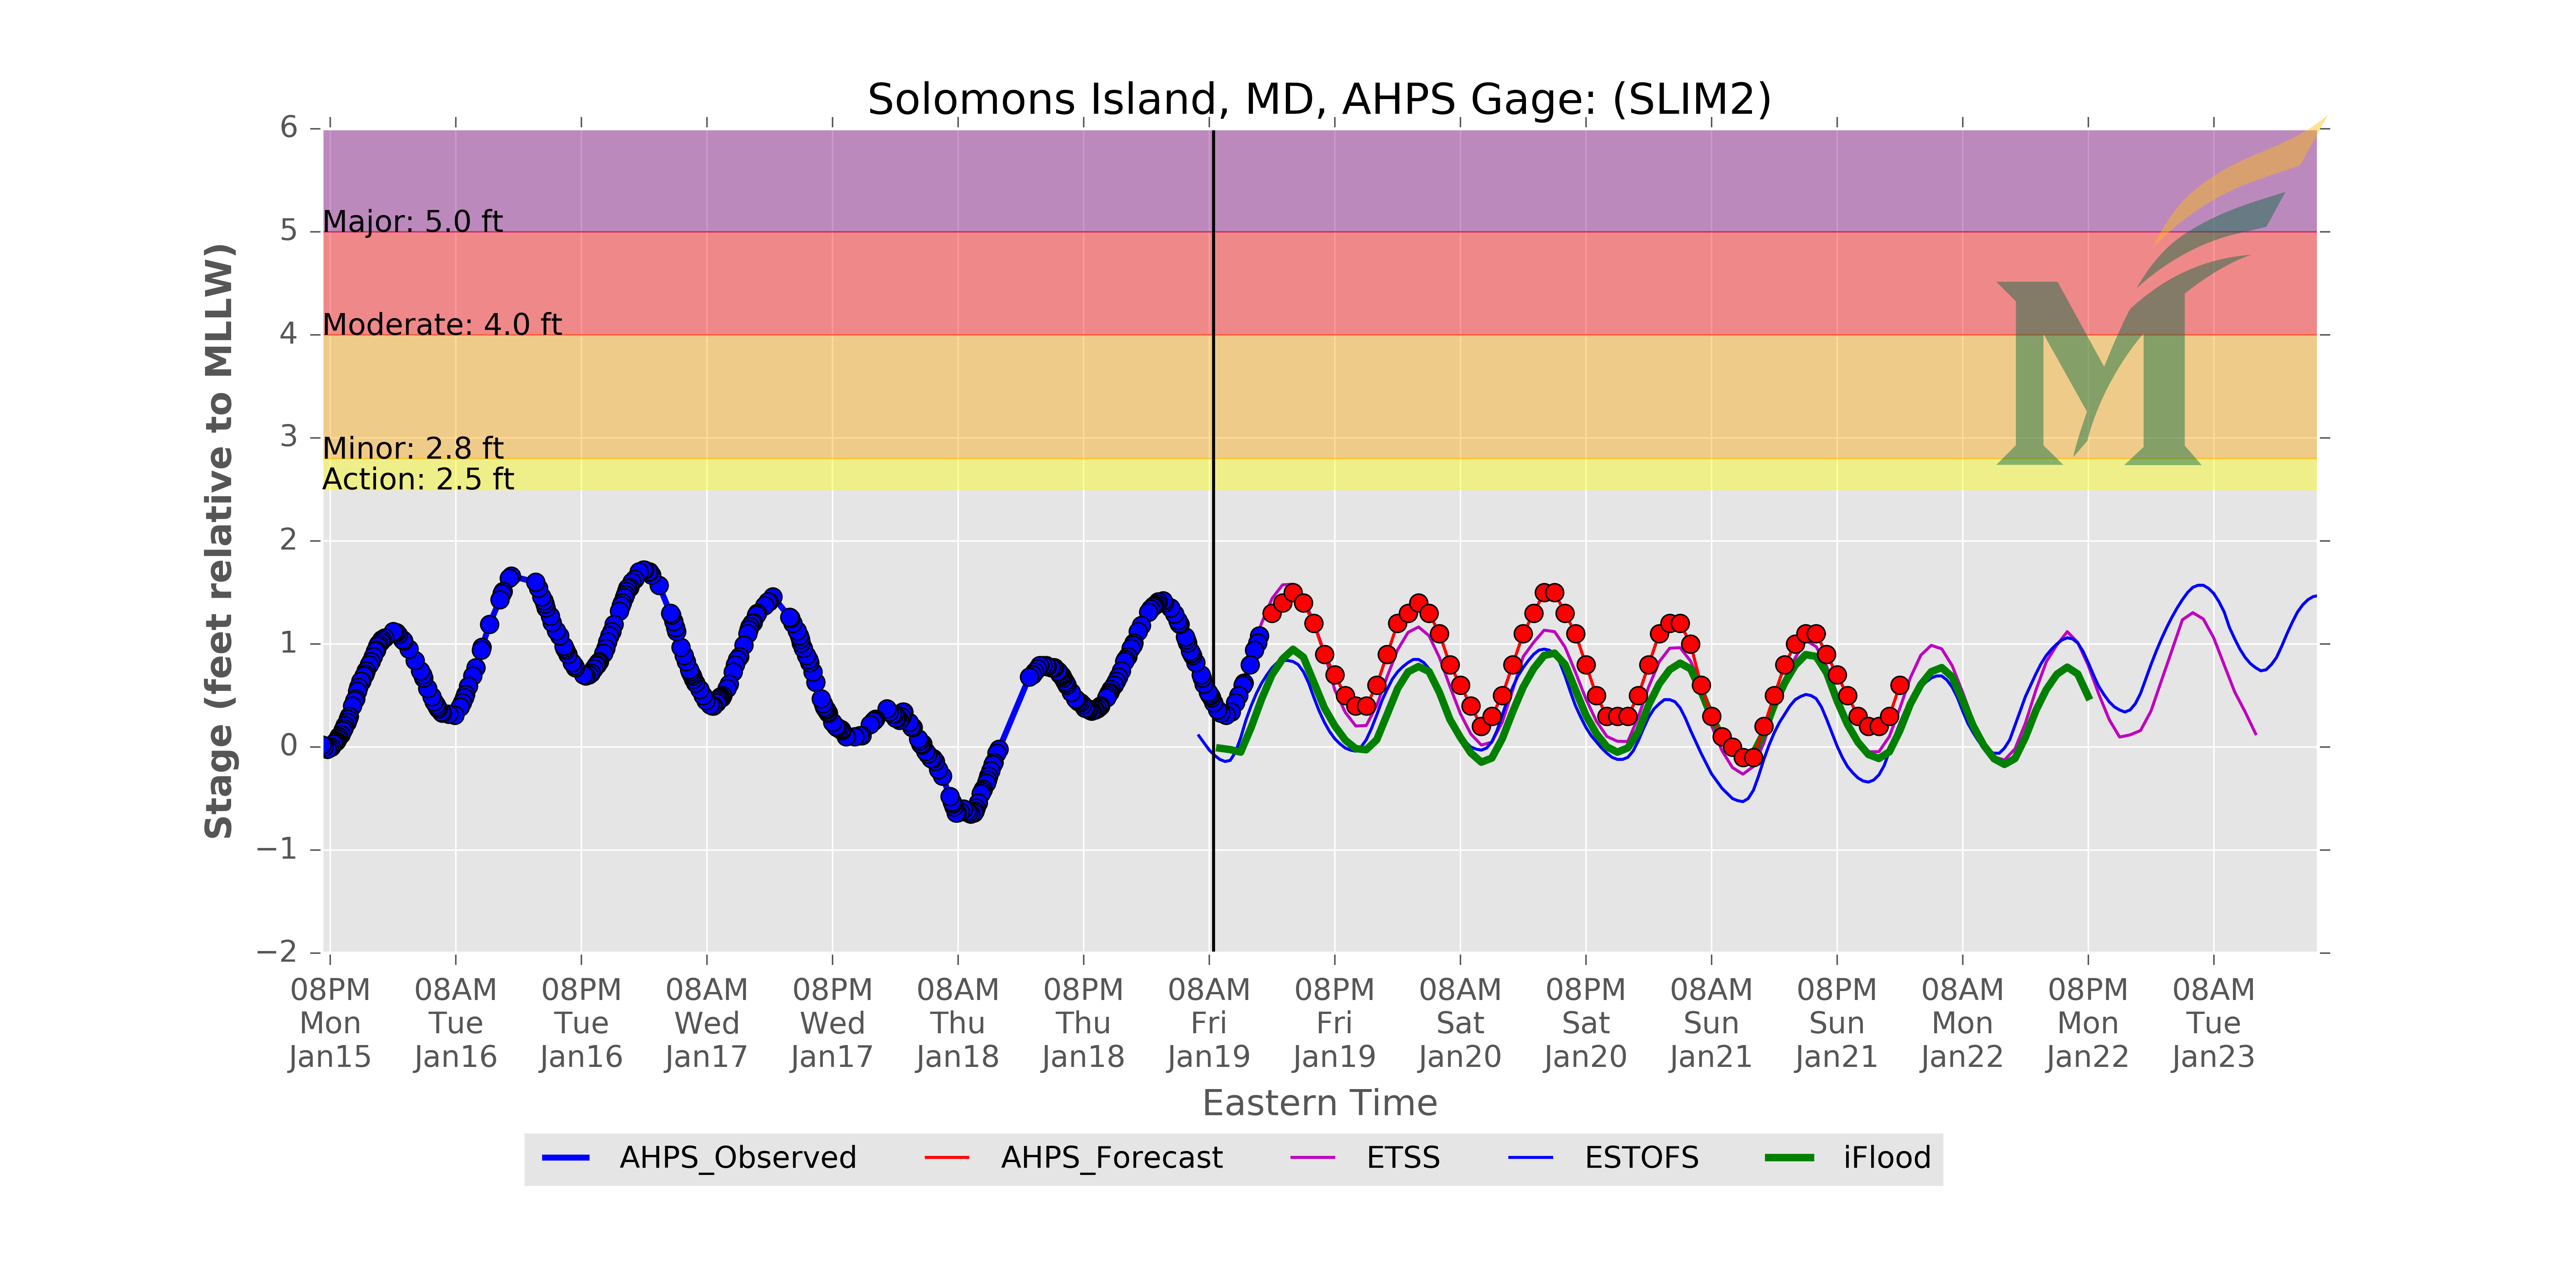 Solomons Island, MD, AHPS Gage: (SLIM2)
Stage (feet relative to MLLW)
6
5
4
3
2
1
0
−1
−2
Major: 5.0 ft
Moderate: 4.0 ft
Minor: 2.8 ft
Action: 2.5 ft
M
08PM 08AM 08PM 08AM 08PM 08AM 08PM 08AM 08PM 08AM 08PM 08AM 08PM 08AM 08PM 08AM
Mon Tue Tue Wed Wed Thu Thu Fri Fri Sat Sat Sun Sun Mon Mon Tue
Jan15 Jan16 Jan16 Jan17 Jan17 Jan18 Jan18 Jan19 Jan19 Jan20 Jan20 Jan21 Jan21 Jan22 Jan22 Jan23
Eastern Time
AHPS_Observed AHPS_Forecast ETSS ESTOFS iFlood